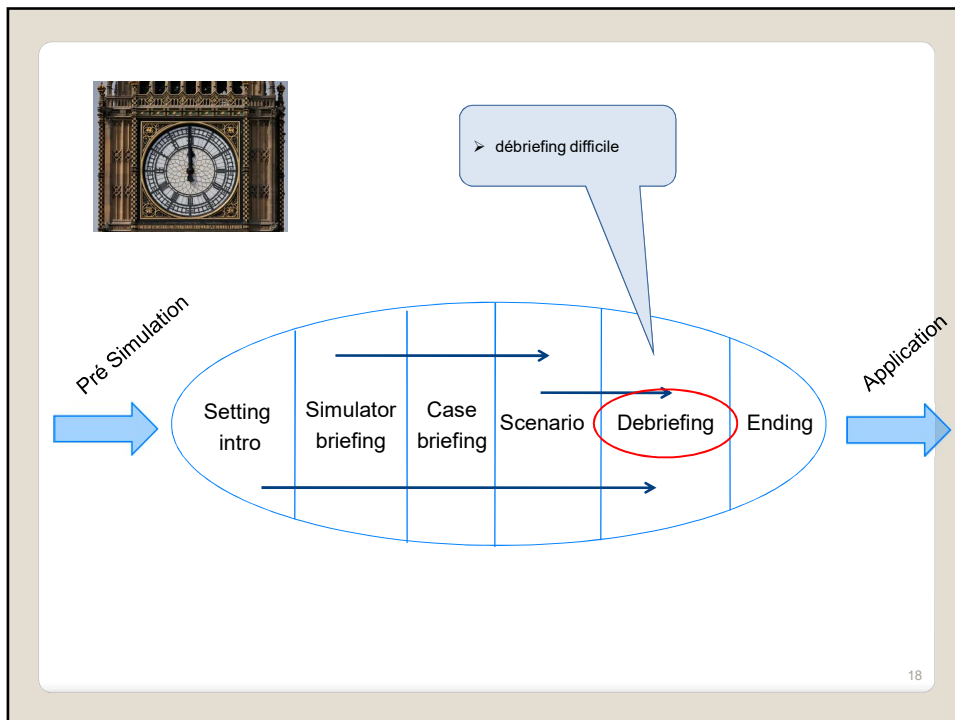 débriefing difficile
Pré Simulation
Setting
intro
Simulator
briefing
Case
briefing
Scenario
Debriefing
Ending
Application
18